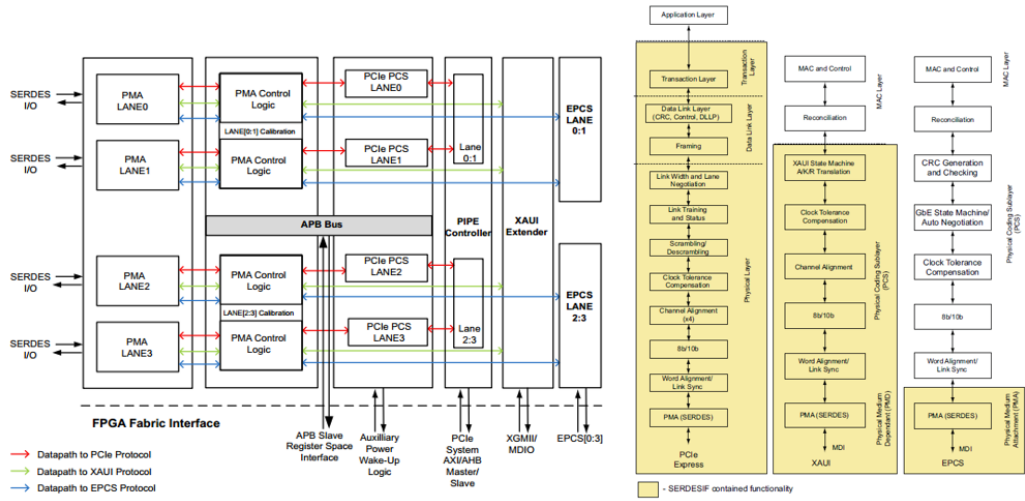 SERDES
I/O
PMA
LANE0
PMA Control
Logic
PCIe PCS
LANE0
LANE[0:1] Calibration
SERDES
I/O
PMA
LANE1
PMA Control
Logic
PCIe PCS
LANE1
Lane
0:1
EPCS
LANE
0:1
APB Bus
PIPE
Controller
XAUI
Extender
SERDES
I/O
PMA
LANE2
PMA Control
Logic
PCIe PCS
LANE2
LANE[2:3] Calibration
SERDES
I/O
PMA
LANE3
PMA Control
Logic
PCIe PCS
LANE3
Lane
2:3
EPCS
LANE
2:3
FPGA Fabric Interface
APB Slave
Register Space
Interface
Auxilliary
Power
Wake-Up
Logic
PCIe
System
AXI/AHB
Master/
Slave
XGMII/
MDIO
EPCS[0:3]
Datapath to PCIe Protocol
Datapath to XAUI Protocol
Datapath to EPCS Protocol
Application Layer
Transaction Layer
Transaction
Layer
Data Link Layer
(CRC, Control, DLLP)
Framing
Data Link Layer
Link Width and Lane
Negotiation
Link Training
and Status
Scrambling/
Descrambling
Clock Tolerance
Compensation
Channel Alignment
(x4)
8b/10b
Word Alignment/
Link Sync
PMA (SERDES)
Physical Layer
PCIe
Express
MAC and Control
Reconciliation
MAC Layer
XAUI State Machine
A/K/R Translation
Clock Tolerance
Compensation
Channel Alignment
8b/10b
Word Alignment/
Link Sync
Physical Coding Sublayer
(PCS)
PMA (SERDES)
Physical Medium
Dependant (PMD)
MDI
XAUI
MAC and Control
Reconciliation
MAC Layer
CRC Generation
and Checking
GbE State Machine/
Auto Negotiation
Clock Tolerance
Compensation
8b/10b
Word Alignment/
Link Sync
Physical Coding Sublayer
(PCS)
PMA (SERDES)
Physical Medium
Attachment (PMA)
MDI
EPCS
- SERDESIF contained functionality